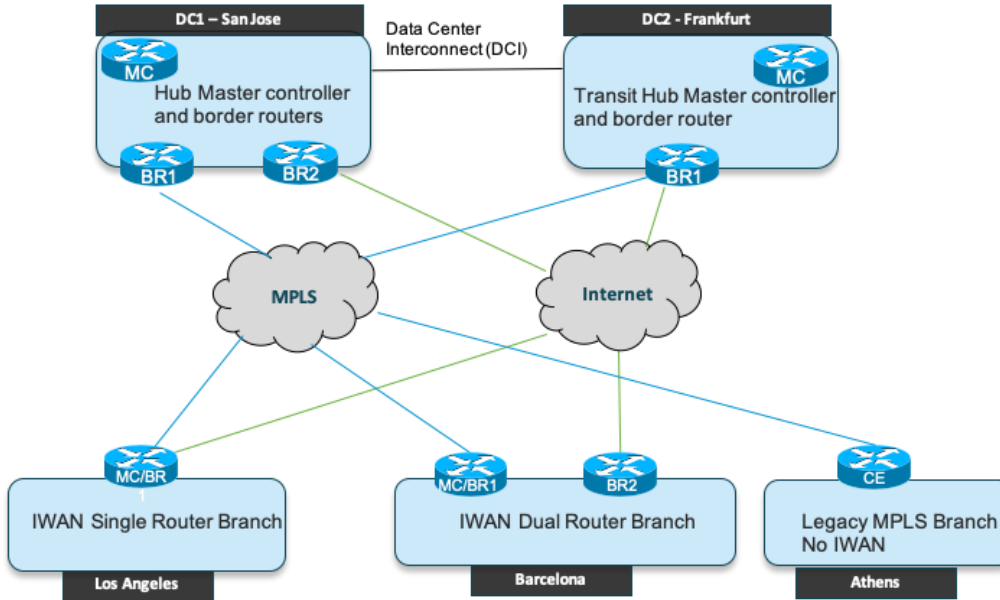 DC1 – San Jose
Data Center
Interconnect (DCI)
DC2 - Frankfurt
MC
Hub Master controller
and border routers
BR1
BR2
MC
Transit Hub Master controller
and border router
BR1
MPLS
Internet
MC/BR
1
IWAN Single Router Branch
Los Angeles
MC/BR1
BR2
IWAN Dual Router Branch
Barcelona
CE
Legacy MPLS Branch
No IWAN
Athens